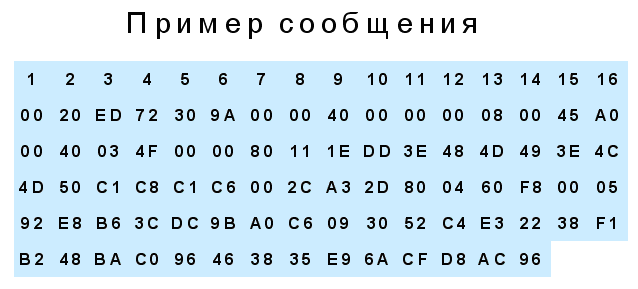 Пример сообщения
1 2 3 4 5 6 7 8 9 10 11 12 13 14 15 16
00 20 ED 72 30 9A 00 00 40 00 00 00 08 00 45 A0
00 40 03 4F 00 00 80 11 1E DD 3E 48 4D 49 3E 4C
4D 50 C1 C8 C1 C6 00 2C A3 2D 80 04 60 F8 00 05
92 E8 B6 3C DC 9B A0 C6 09 30 52 C4 E3 22 38 F1
B2 48 BA C0 96 46 38 35 E9 6A CF D8 AC 96